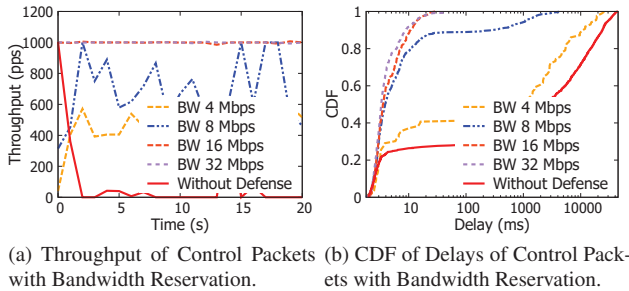 1200
1000
800
600
400
200
0
Throughput (pps)
BW 4 Mbps
BW 8 Mbps
BW 16 Mbps
BW 32 Mbps
Without Defense
0 5 10 15 20
Time (s)
1
0.8
0.6
0.4
0.2
0
CDF
BW 4 Mbps
BW 8 Mbps
BW 16 Mbps
BW 32 Mbps
Without Defense
10 100 1000 10000
Delay (ms)
(a) Throughput of Control Packets
with Bandwidth Reservation.
(b) CDF of Delays of Control Pack-
ets with Bandwidth Reservation.